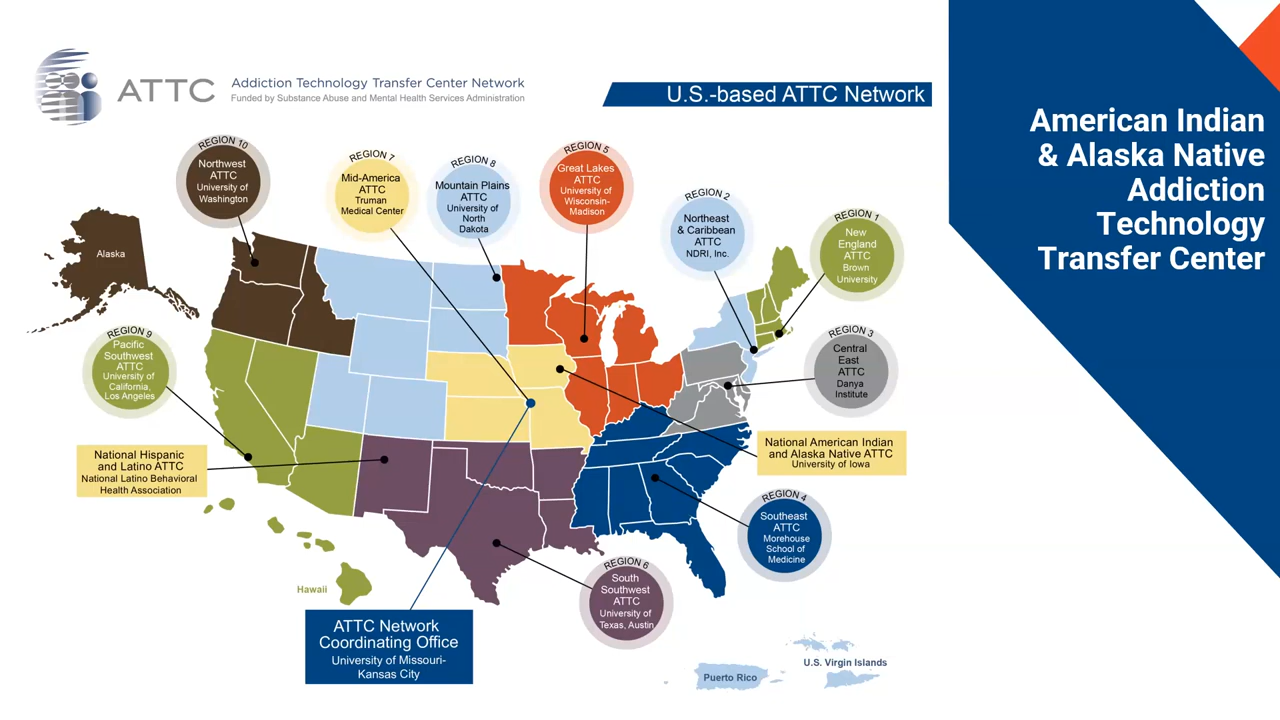 ATTC
Addiction Technology Transfer Center Network
Funded by Substance Abuse and Mental Health Services Administration
U.S.-based ATTC Network
American Indian
& Alaska Native
Addiction
Technology
Transfer Center
REGION 10
Northwest
ATTC
University of
Washington
REGION 7
Mid-America
ATTC
Truman
Medical Center
REGION 8
Mountain Plains
ATTC
University of
North
Dakota
REGION 5
Great Lakes
ATTC
University of
Wisconsin-
Madison
REGION 2
Northeast
& Caribbean
ATTC
NDRI, Inc.
REGION 1
New
England
ATTC
Brown
University
Alaska
REGION 9
Pacific
Southwest
ATTC
University of
California,
Los Angeles
REGION 3
Central
East
ATTC
Danya
Institute
National Hispanic
and Latino ATTC
National Latino Behavioral
Health Association
National American Indian
and Alaska Native ATTC
University of Iowa
REGION 4
Southeast
ATTC
Morehouse
School of
Medicine
REGION 6
South
Southwest
ATTC
University of
Texas, Austin
Hawaii
ATTC Network
Coordinating Office
University of Missouri-
Kansas City
U.S. Virgin Islands
Puerto Rico